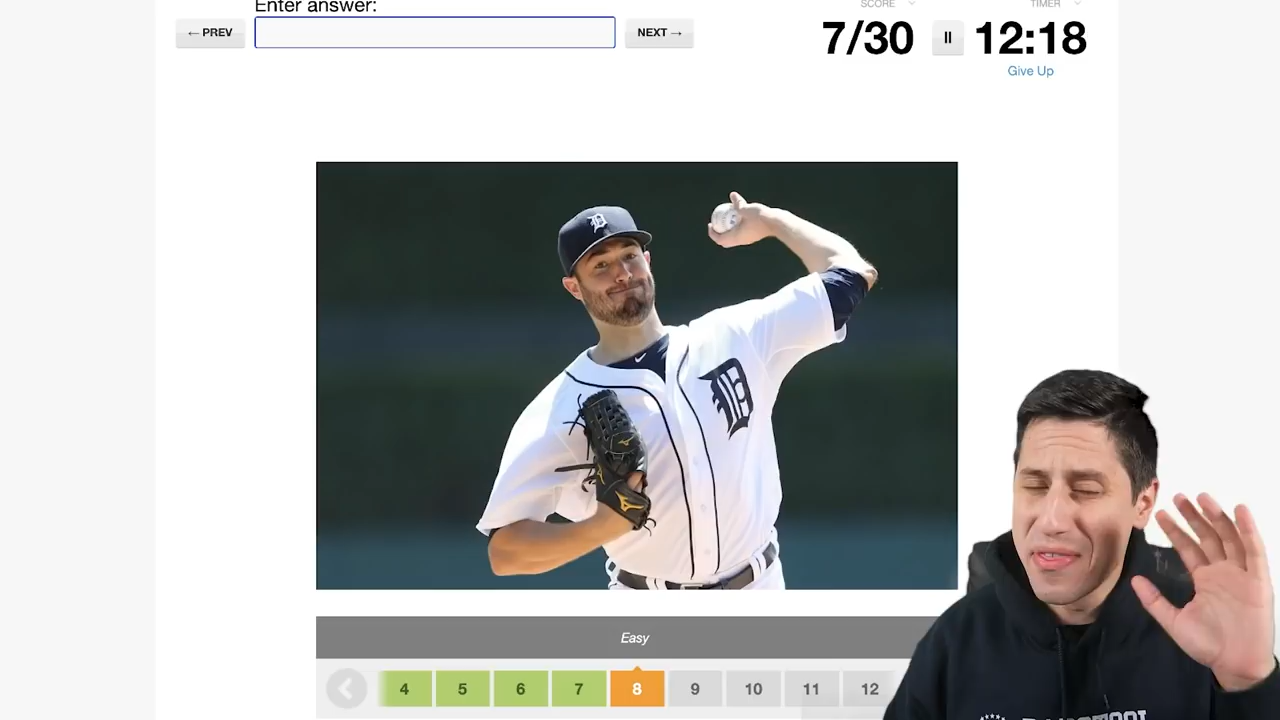 Enter answer:
SCORE
TIMER
← PREV
NEXT →
7/30
12:18
Give Up
D
D
Easy
4
5
6
7
8
9
10
11
12